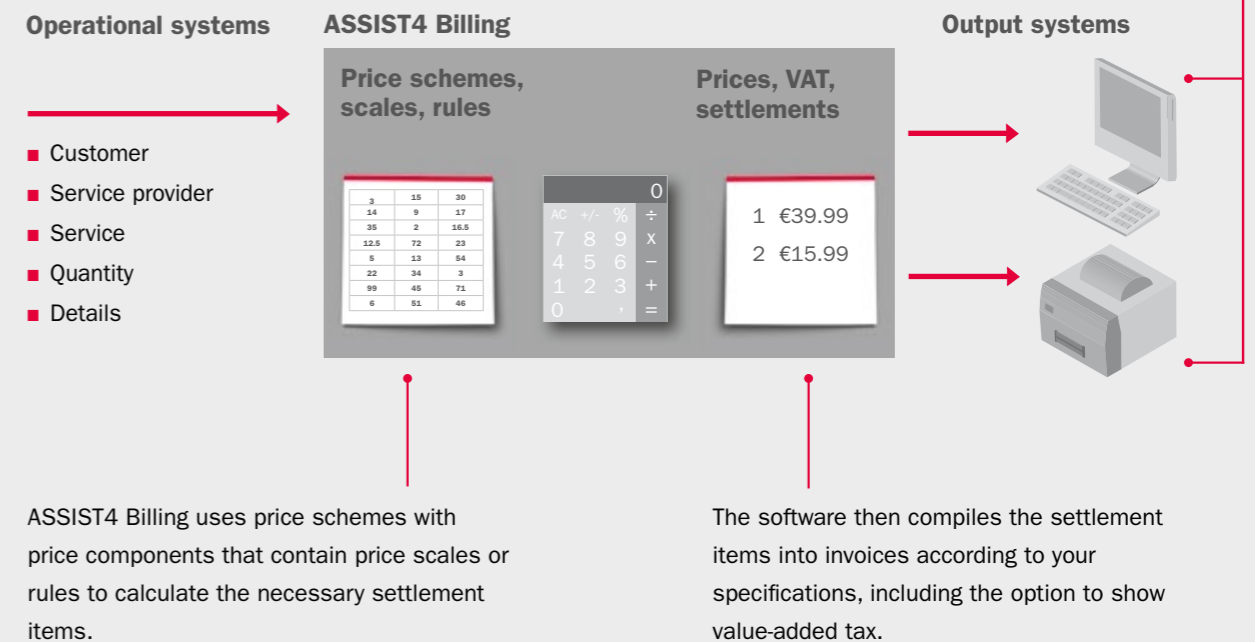 Operational systems
ASSIST4 Billing
Output systems
Price schemes,
scales, rules
Prices, VAT,
settlements
Customer
Service provider
Service
Quantity
Details
3 15 30
14 9 17
35 2 16.5
12.5 72 23
5 13 54
22 34 3
99 45 71
6 51 46
0
AC +/- % ÷
7 8 9 x
4 5 6 −
1 2 3 +
0 , =
1 €39.99
2 €15.99
ASSIST4 Billing uses price schemes with
price components that contain price scales or
rules to calculate the necessary settlement
items.
The software then compiles the settlement
items into invoices according to your
specifications, including the option to show
value-added tax.